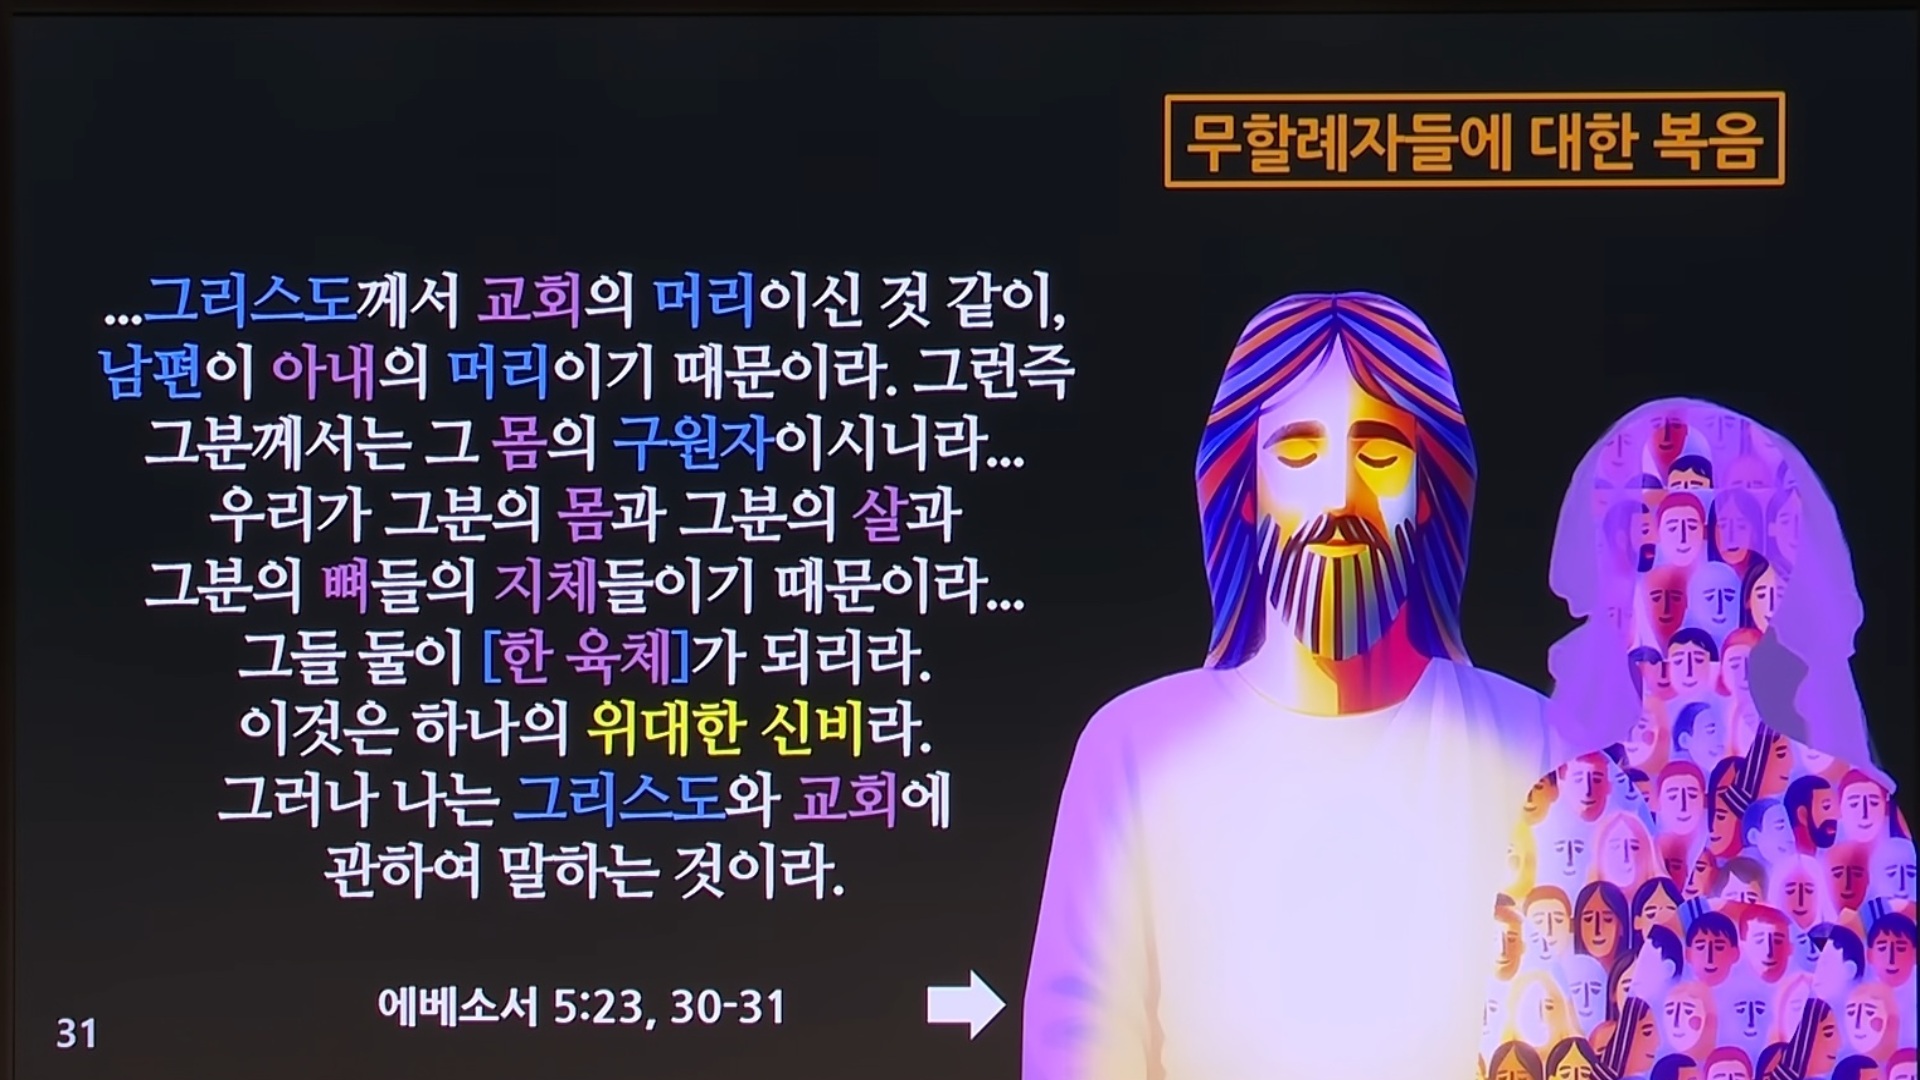 무할례자들에 대한 복음
...그리스도께서 교회의 머리이신 것 같이,
남편이 아내의 머리이기 때문이라. 그런즉
그분께서는 그 몸의 구원자이시니라...
우리가 그분의 몸과 그분의 살과
그분의 뼈들의 지체들이기 때문이라...
그들 둘이 [한 육체]가 되리라.
이것은 하나의 위대한 신비라.
그러나 나는 그리스도와 교회에
관하여 말하는 것이라.
에베소서 5:23, 30-31
31